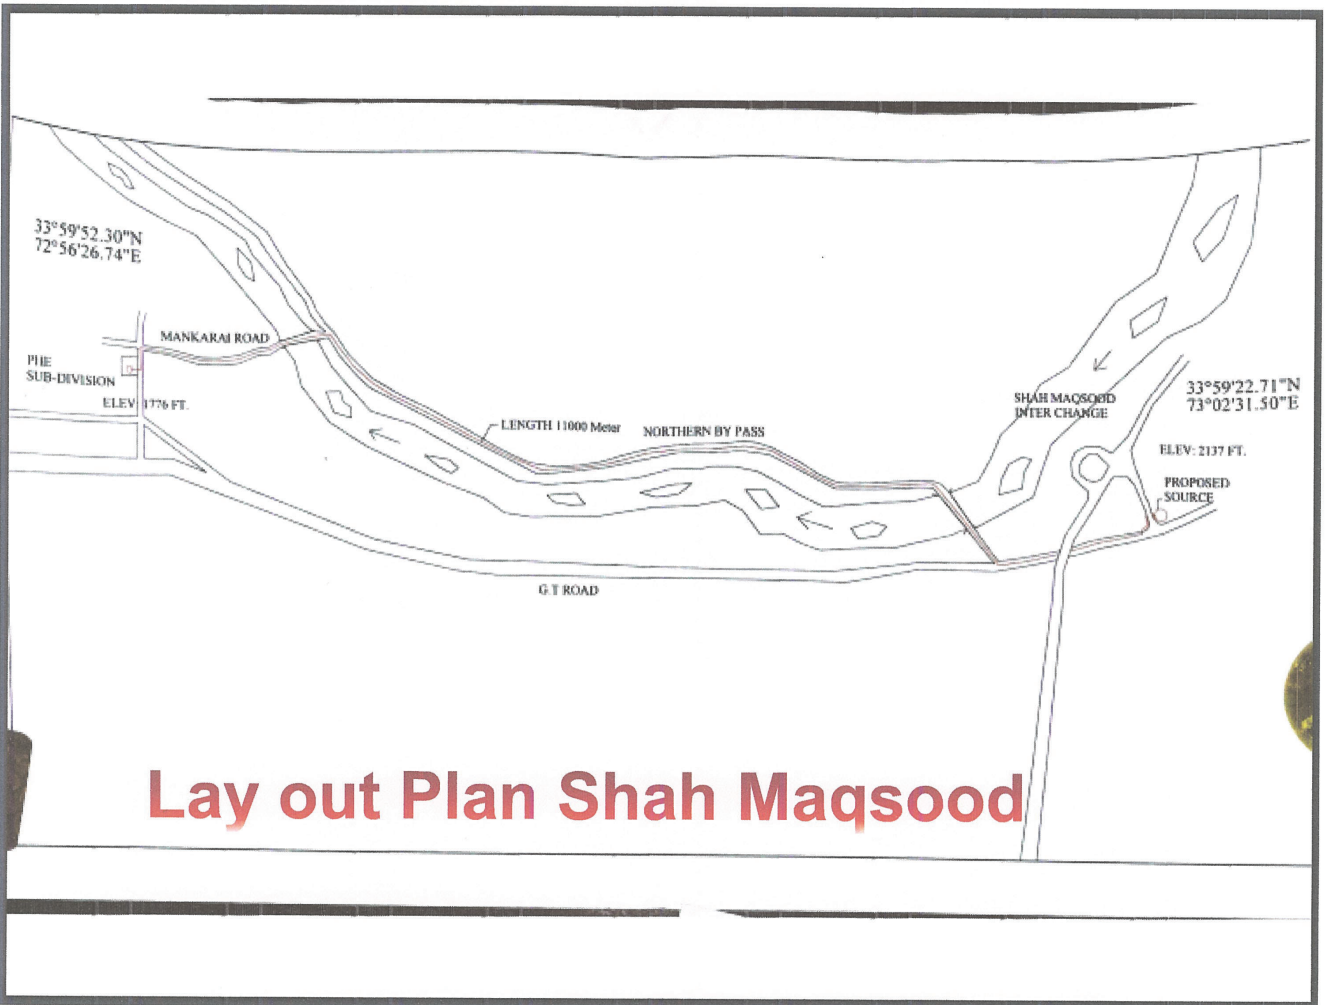 33°59'52.30"N
72°56'26.74"E
MANKARAI ROAD
PHE
SUB-DIVISION
ELEV: 1776 FT.
LENGTH 11000 Meter
NORTHERN BY PASS
SHAH MAQSOOD
INTER CHANGE
33°59'22.71"N
73°02'31.50"E
ELEV: 2137 FT.
PROPOSED
SOURCE
G.T ROAD
Lay out Plan Shah Maqsood